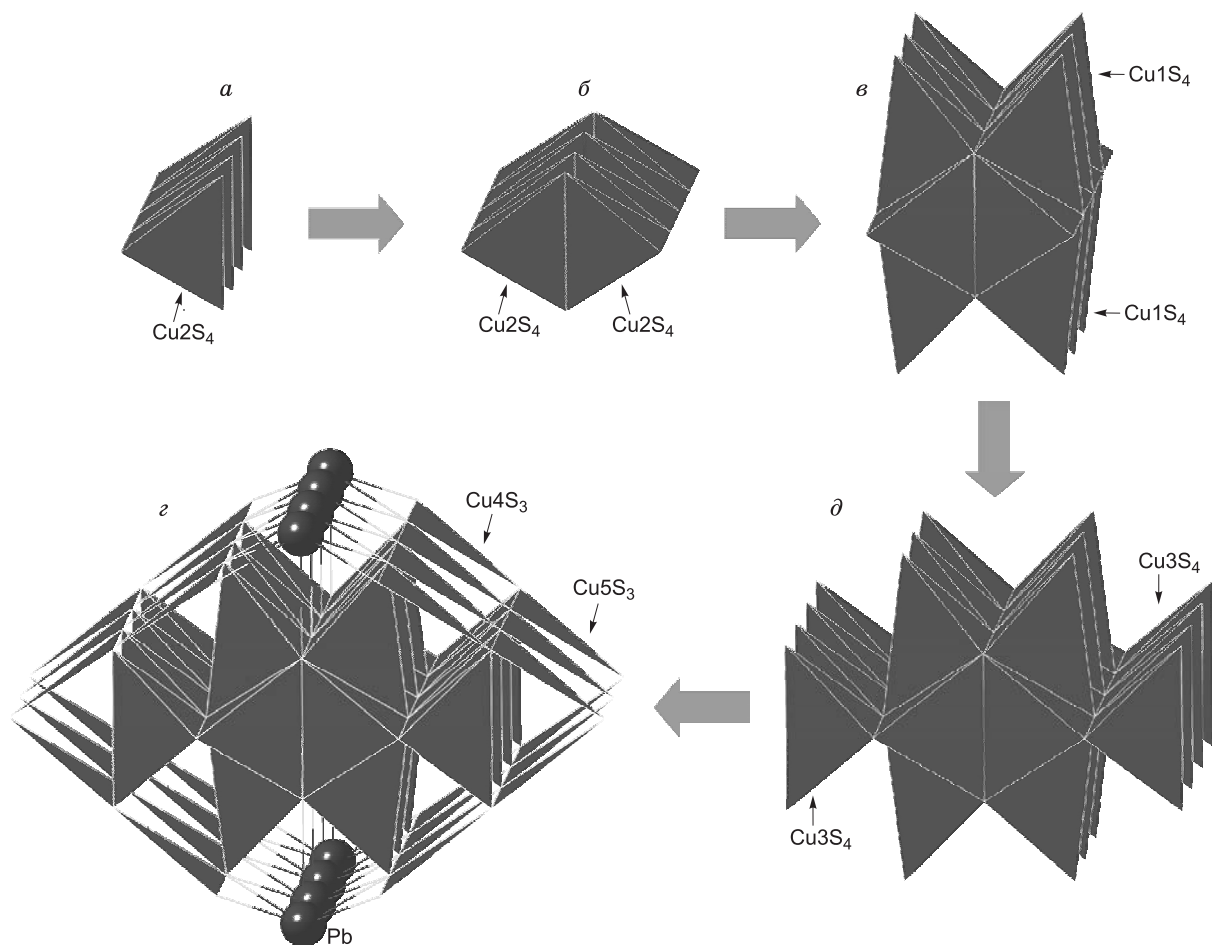 а
б
в
Cu1S₄
Cu2S₄
Cu2S₄
Cu2S₄
Cu1S₄
г
Cu4S₃
Cu5S₃
д
Cu3S₄
Cu3S₄
Pb